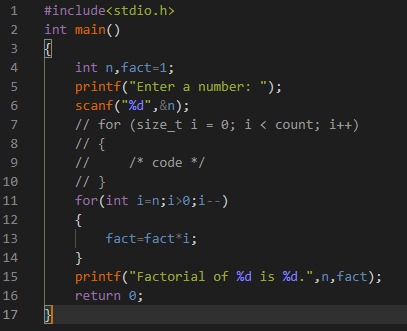 1 #include<stdio.h>
2 int main()
3 {
4     int n,fact=1;
5     printf("Enter a number: ");
6     scanf("%d",&n);
7     // for (size_t i = 0; i < count; i++)
8     // {
9     //     /* code */
10     // }
11     for(int i=n;i>0;i--)
12     {
13         fact=fact*i;
14     }
15     printf("Factorial of %d is %d.",n,fact);
16     return 0;
17 }